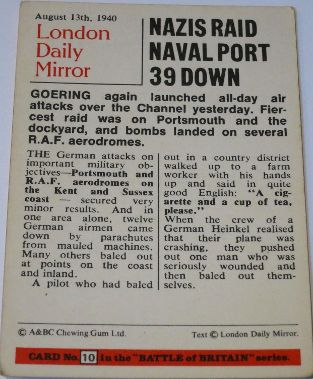 August 13th, 1940
London
Daily
Mirror
NAZIS RAID
NAVAL PORT
39 DOWN
GOERING again launched all-day air
attacks over the Channel yesterday. Fier-
cest raid was on Portsmouth and the
dockyard, and bombs landed on several
R.A.F. aerodromes.
THE German attacks on
important military ob-
jectives—Portsmouth and
R.A.F. aerodromes on
the Kent and Sussex
coast — secured very
minor results. And in
one area alone, twelve
German airmen came
down by parachutes
from mauled machines.
Many others baled out
at points on the coast
and inland.
A pilot who had baled
out in a country district
walked up to a farm
worker with his hands
up and said in quite
good English: "A cig-
arette and a cup of tea,
please."
When the crew of a
German Heinkel realised
that their plane was
crashing, they pushed
out one man who was
seriously wounded and
then baled out them-
selves.
© A&BC Chewing Gum Ltd.
Text © London Daily Mirror.
CARD No. 10 in the "BATTLE of BRITAIN" series.